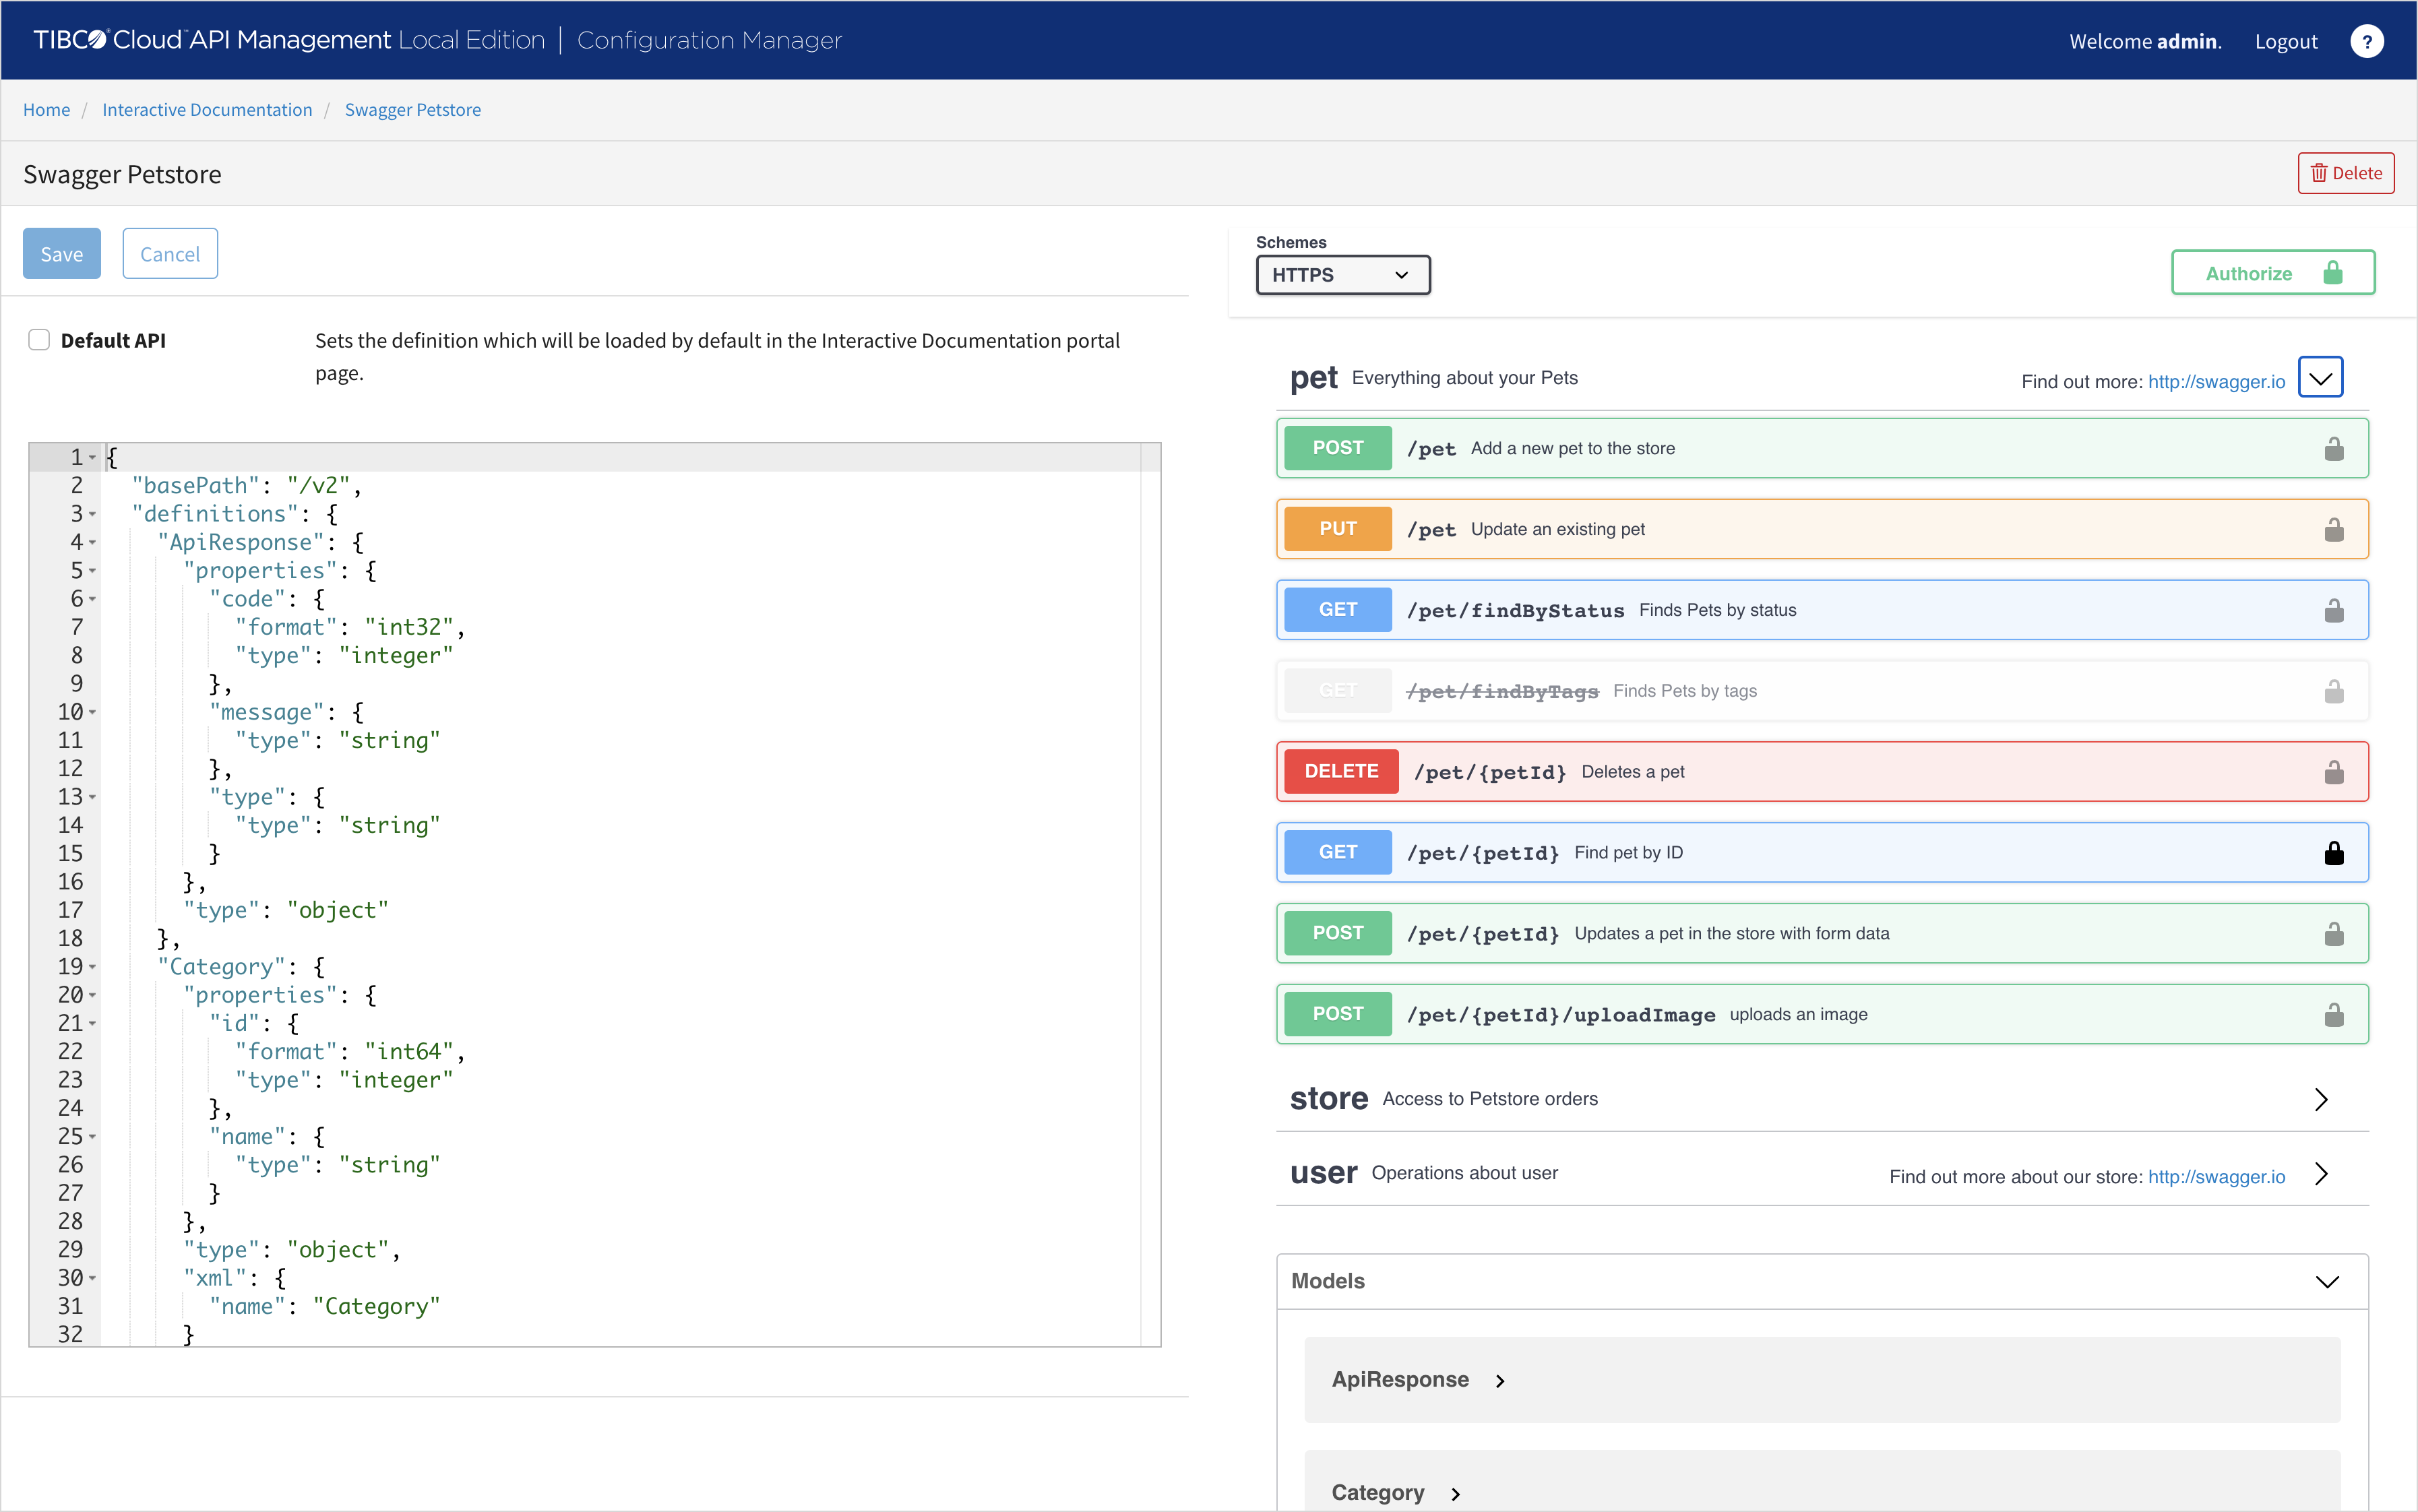 TIBCO® Cloud™ API Management Local Edition | Configuration Manager
Welcome admin. Logout ?
Home / Interactive Documentation / Swagger Petstore
Swagger Petstore
Delete
Save Cancel
Default API
Sets the definition which will be loaded by default in the Interactive Documentation portal
page.
1 {
2 "basePath": "/v2",
3 "definitions": {
4 "ApiResponse": {
5 "properties": {
6 "code": {
7 "format": "int32",
8 "type": "integer"
9 },
10 "message": {
11 "type": "string"
12 },
13 "type": {
14 "type": "string"
15 }
16 },
17 "type": "object"
18 },
19 "Category": {
20 "properties": {
21 "id": {
22 "format": "int64",
23 "type": "integer"
24 },
25 "name": {
26 "type": "string"
27 }
28 },
29 "type": "object",
30 "xml": {
31 "name": "Category"
32 }
Schemes
HTTPS
Authorize
pet Everything about your Pets Find out more: http://swagger.io
POST /pet Add a new pet to the store
PUT /pet Update an existing pet
GET /pet/findByStatus Finds Pets by status
GET /pet/findByTags Finds Pets by tags
DELETE /pet/{petId} Deletes a pet
GET /pet/{petId} Find pet by ID
POST /pet/{petId} Updates a pet in the store with form data
POST /pet/{petId}/uploadImage uploads an image
store Access to Petstore orders
user Operations about user Find out more about our store: http://swagger.io
Models
ApiResponse
Category